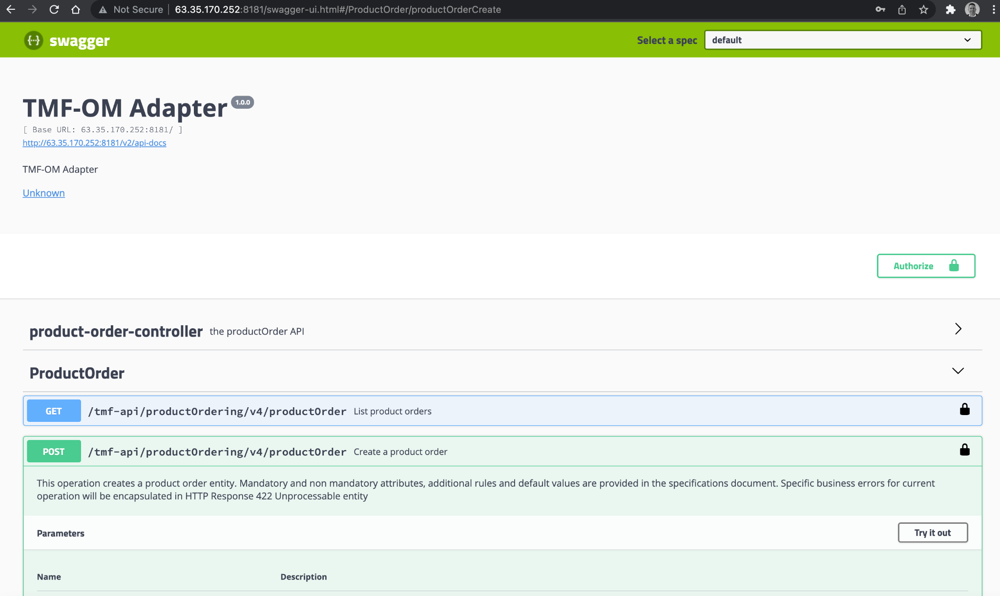 Not Secure | 63.35.170.252:8181/swagger-ui.html#/ProductOrder/productOrderCreate
{···} swagger
Select a spec default
TMF-OM Adapter 1.0.0
[ Base URL: 63.35.170.252:8181/ ]
http://63.35.170.252:8181/v2/api-docs
TMF-OM Adapter
Unknown
Authorize
product-order-controller the productOrder API
ProductOrder
GET /tmf-api/productOrdering/v4/productOrder List product orders
POST /tmf-api/productOrdering/v4/productOrder Create a product order
This operation creates a product order entity. Mandatory and non mandatory attributes, additional rules and default values are provided in the specifications document. Specific business errors for current
operation will be encapsulated in HTTP Response 422 Unprocessable entity
Parameters Try it out
Name Description